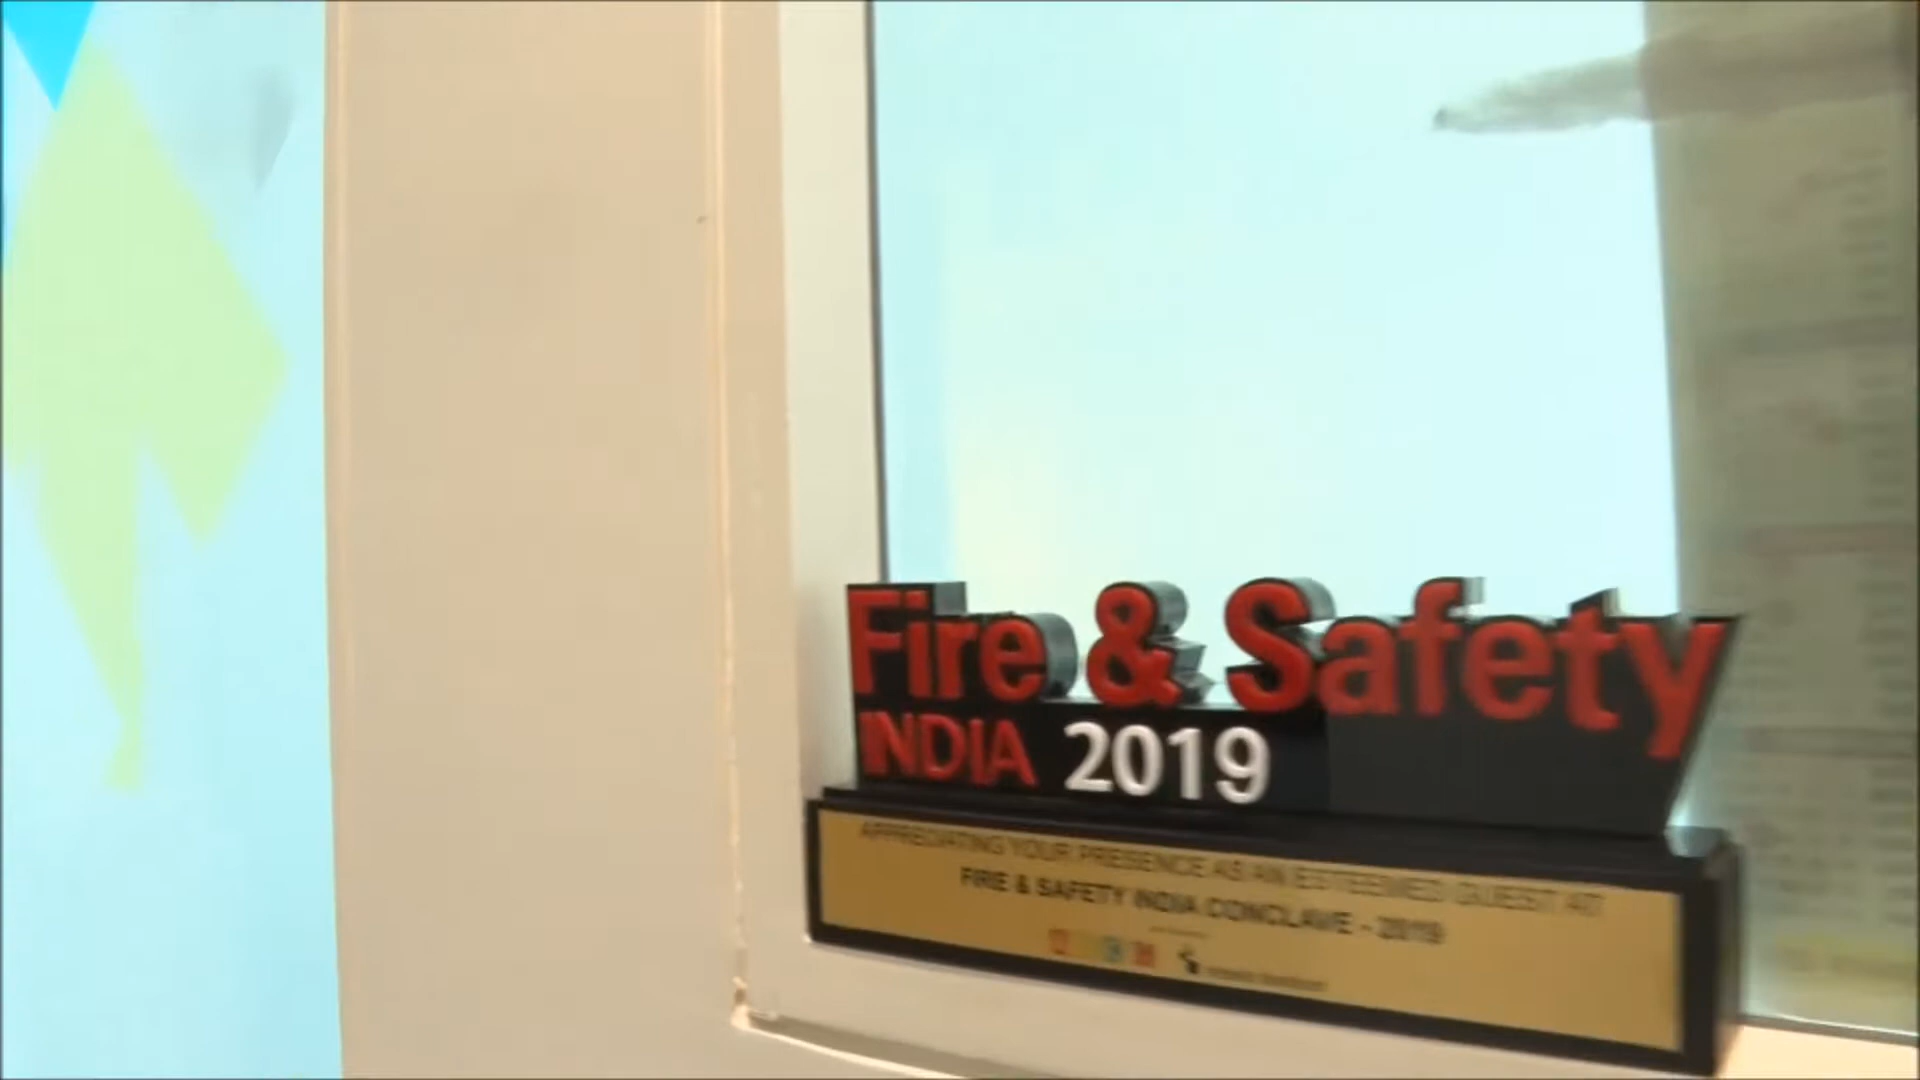 Fire & Safety
INDIA 2019
APPRECIATING YOUR PRESENCE AS AN ESTEEMED GUEST AT
FIRE & SAFETY INDIA CONCLAVE - 2019